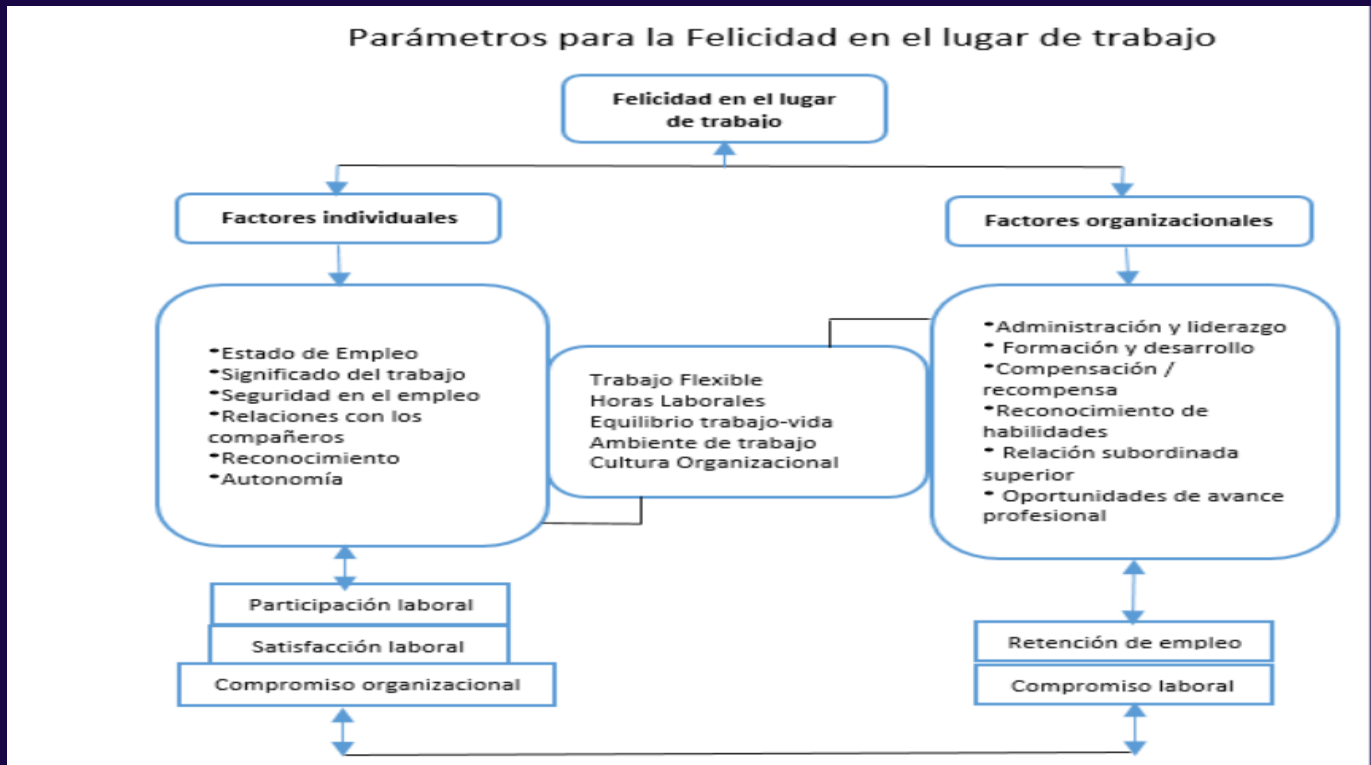 Parámetros para la Felicidad en el lugar de trabajo
Felicidad en el lugar
de trabajo
Factores individuales
Factores organizacionales
•Estado de Empleo
•Significado del trabajo
•Seguridad en el empleo
•Relaciones con los
compañeros
•Reconocimiento
•Autonomía
Trabajo Flexible
Horas Laborales
Equilibrio trabajo-vida
Ambiente de trabajo
Cultura Organizacional
•Administración y liderazgo
• Formación y desarrollo
•Compensación /
recompensa
•Reconocimiento de
habilidades
• Relación subordinada
superior
• Oportunidades de avance
profesional
Participación laboral
Satisfacción laboral
Compromiso organizacional
Retención de empleo
Compromiso laboral